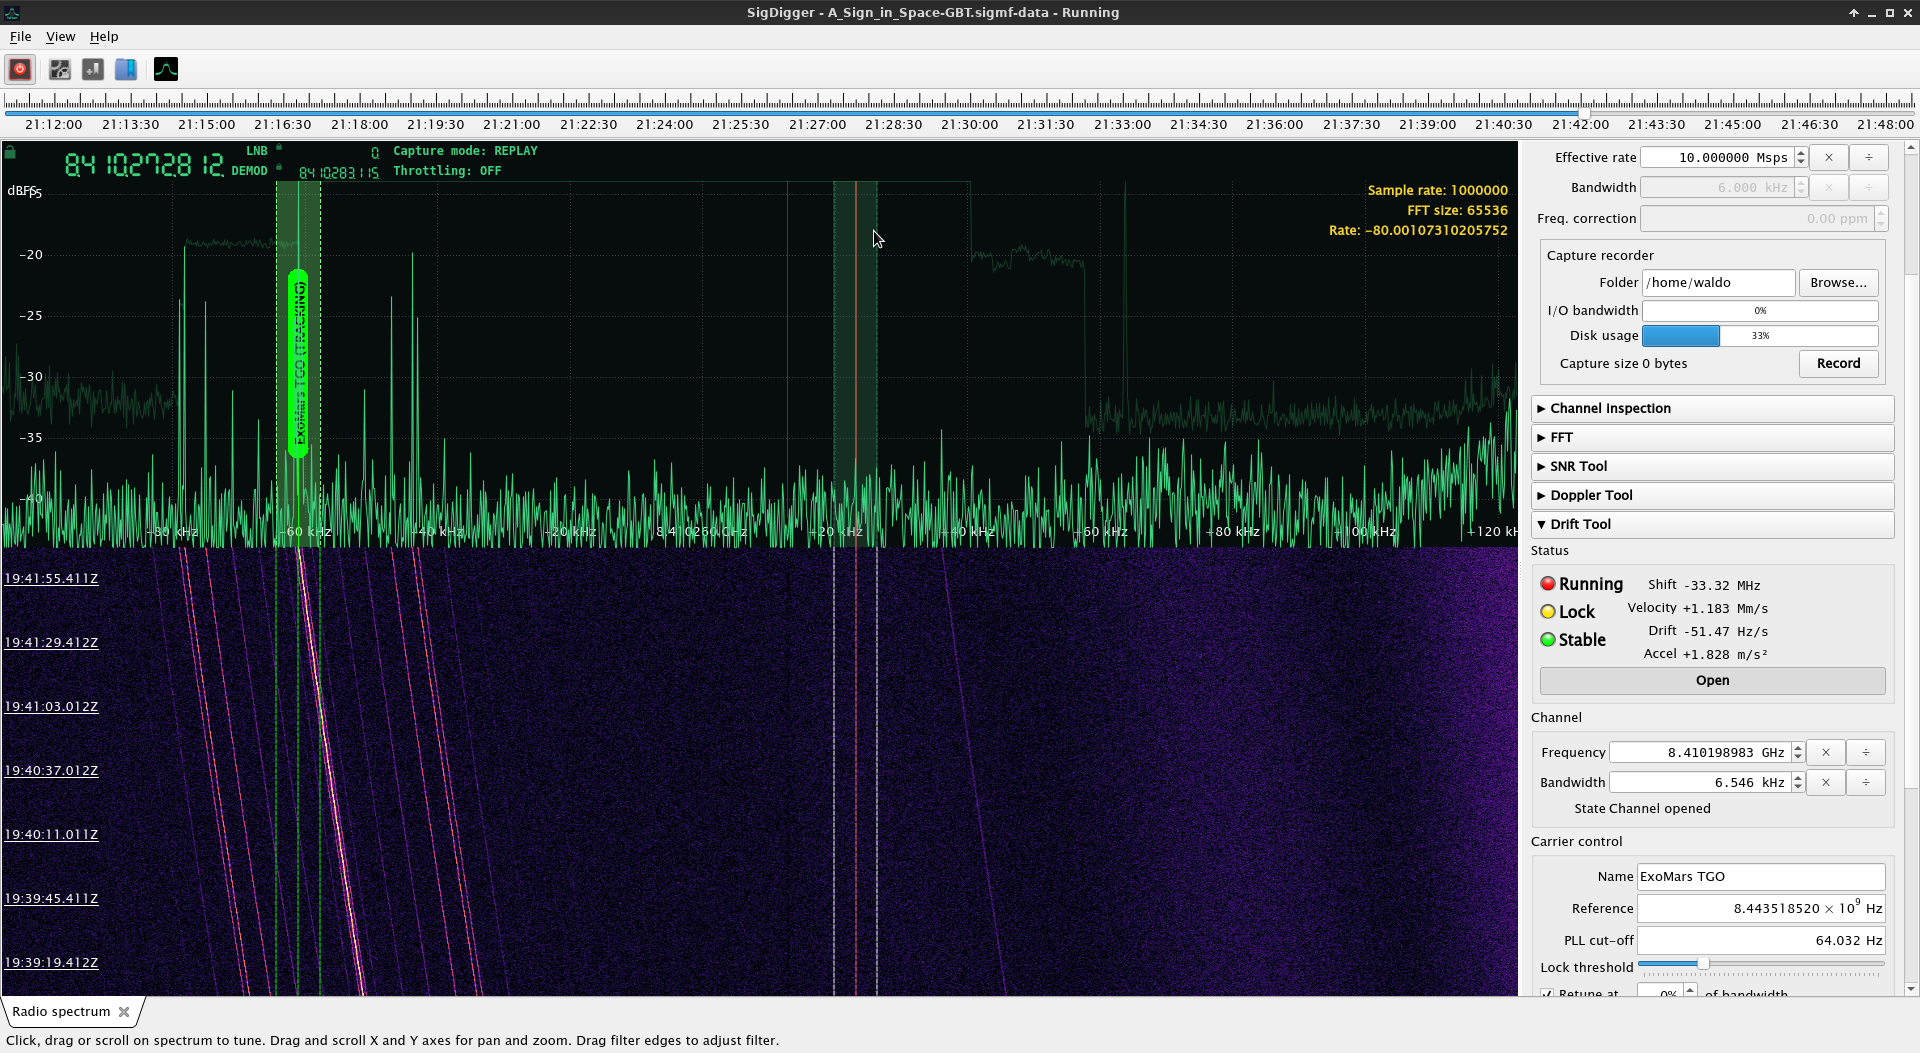 SigDigger - A_Sign_in_Space-GBT.sigmf-data - Running
File View Help
21:12:00 21:13:30 21:15:00 21:16:30 21:18:00 21:19:30 21:21:00 21:22:30 21:24:00 21:25:30 21:27:00 21:28:30 21:30:00 21:31:30 21:33:00 21:34:30 21:36:00 21:37:30 21:39:00 21:40:30 21:42:00 21:43:30 21:45:00 21:46:30 21:48:00
8.410.272.812 LNB 0. Capture mode: REPLAY
DEMOD 8.410.283.115 Throttling: OFF
dBFS
Sample rate: 1000000
FFT size: 65536
Rate: -80.00107310205752
-20
-25
-30
-35
-40
ExoMars TGO (TRACKING)
-80 kHz -60 kHz -40 kHz -20 kHz 8.410260 GHz +20 kHz +40 kHz +60 kHz +80 kHz +100 kHz +120 kH
19:41:55.411Z
19:41:29.412Z
19:41:03.012Z
19:40:37.012Z
19:40:11.011Z
19:39:45.411Z
19:39:19.412Z
Effective rate 10.000000 Msps × ÷
Bandwidth 6.000 kHz × ÷
Freq. correction 0.00 ppm
Capture recorder
Folder /home/waldo Browse...
I/O bandwidth 0%
Disk usage 33%
Capture size 0 bytes Record
Channel inspection
FFT
SNR Tool
Doppler Tool
Drift Tool
Status
Running Shift -33.32 MHz
Lock Velocity +1.183 Mm/s
Stable Drift -51.47 Hz/s
Accel +1.828 m/s²
Open
Channel
Frequency 8.410198983 GHz × ÷
Bandwidth 6.546 kHz × ÷
State Channel opened
Carrier control
Name ExoMars TGO
Reference 8.443518520 × 10⁹ Hz
PLL cut-off 64.032 Hz
Lock threshold
Retune at 0% of bandwidth
Radio spectrum
Click, drag or scroll on spectrum to tune. Drag and scroll X and Y axes for pan and zoom. Drag filter edges to adjust filter.